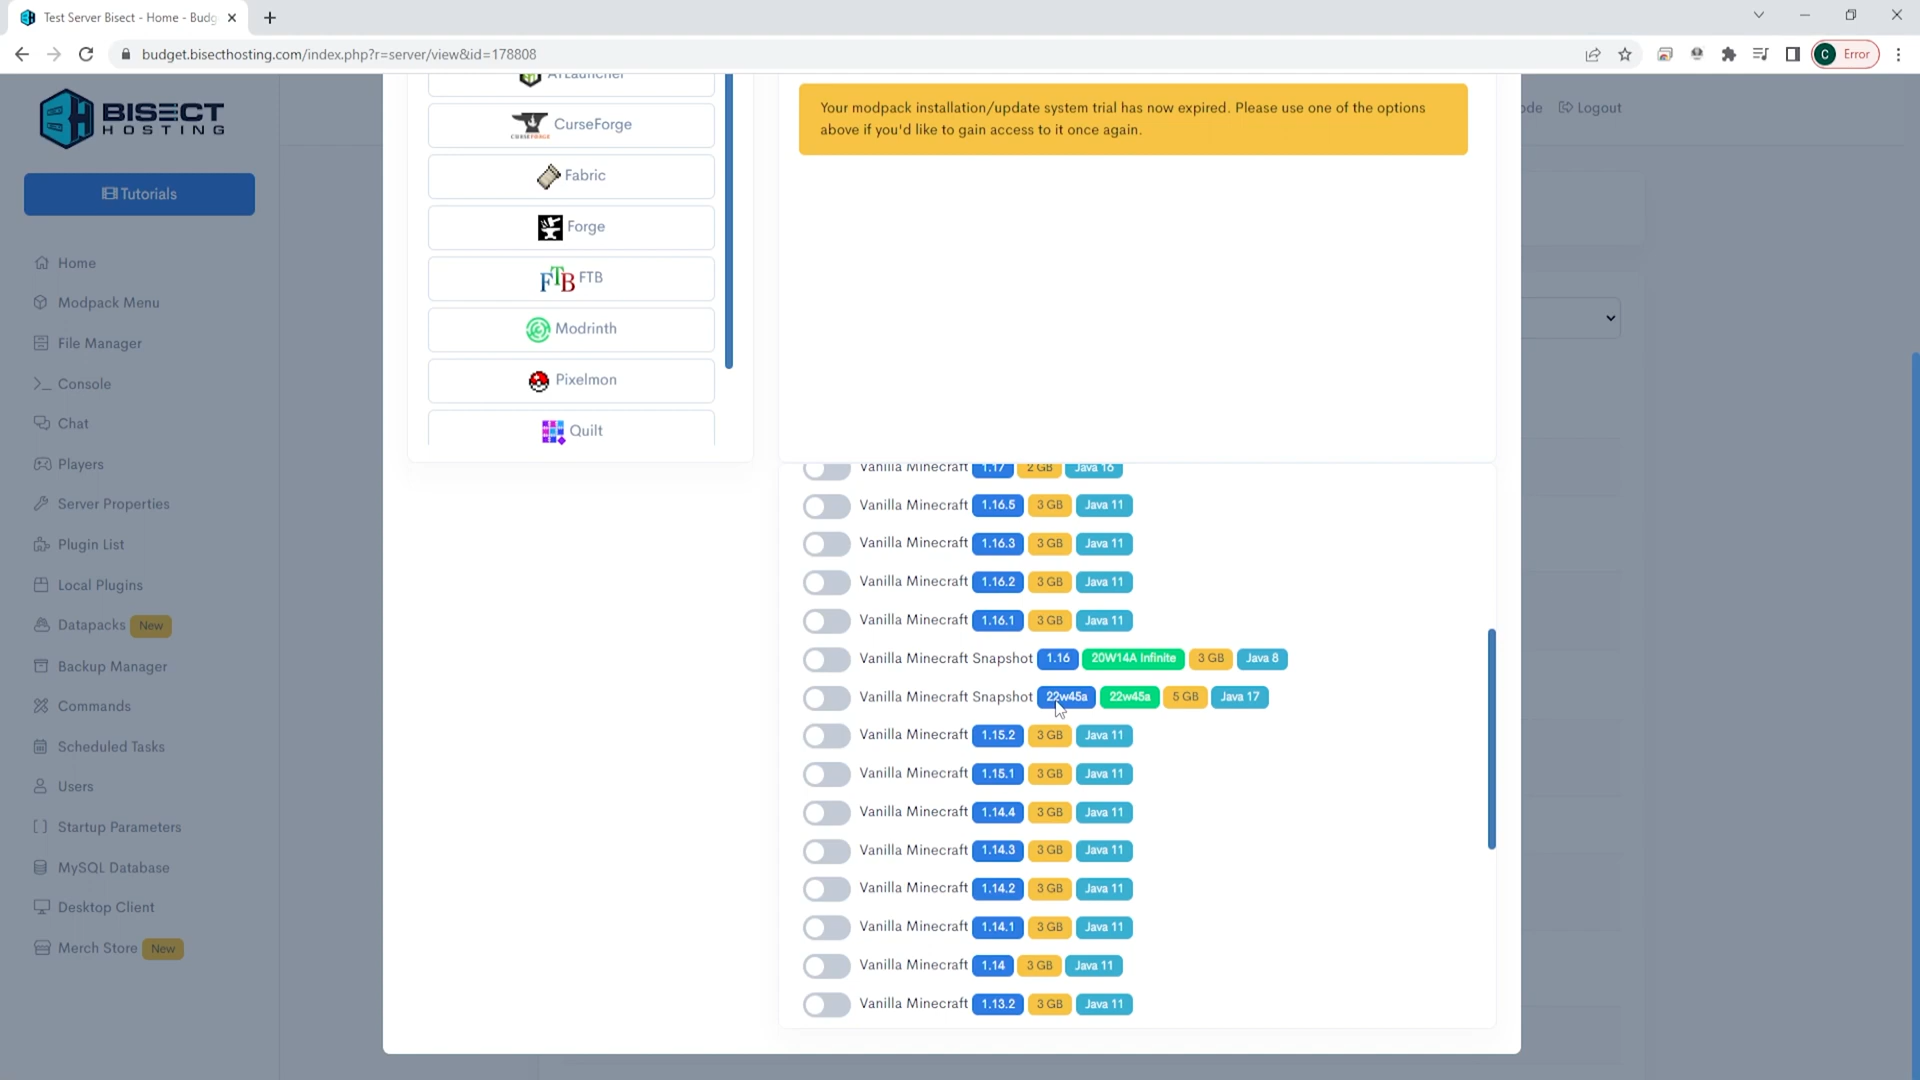 Test Server Bisect - Home - Budg
budget.bisecthosting.com/index.php?r=server/view&id=178808
C Error
BISECT
HOSTING
Tutorials
Home
Modpack Menu
File Manager
Console
Chat
Players
Server Properties
Plugin List
Local Plugins
Datapacks New
Backup Manager
Commands
Scheduled Tasks
Users
Startup Parameters
MySQL Database
Desktop Client
Merch Store New
ATLauncher
CURSEFORGE CurseForge
Fabric
Forge
FTB FTB
Modrinth
Pixelmon
Quilt
Your modpack installation/update system trial has now expired. Please use one of the options
above if you'd like to gain access to it once again.
Logout
Vanilla Minecraft 1.17 2 GB Java 16
Vanilla Minecraft 1.16.5 3 GB Java 11
Vanilla Minecraft 1.16.3 3 GB Java 11
Vanilla Minecraft 1.16.2 3 GB Java 11
Vanilla Minecraft 1.16.1 3 GB Java 11
Vanilla Minecraft Snapshot 1.16 20W14A Infinite 3 GB Java 8
Vanilla Minecraft Snapshot 22w45a 22w45a 5 GB Java 17
Vanilla Minecraft 1.15.2 3 GB Java 11
Vanilla Minecraft 1.15.1 3 GB Java 11
Vanilla Minecraft 1.14.4 3 GB Java 11
Vanilla Minecraft 1.14.3 3 GB Java 11
Vanilla Minecraft 1.14.2 3 GB Java 11
Vanilla Minecraft 1.14.1 3 GB Java 11
Vanilla Minecraft 1.14 3 GB Java 11
Vanilla Minecraft 1.13.2 3 GB Java 11